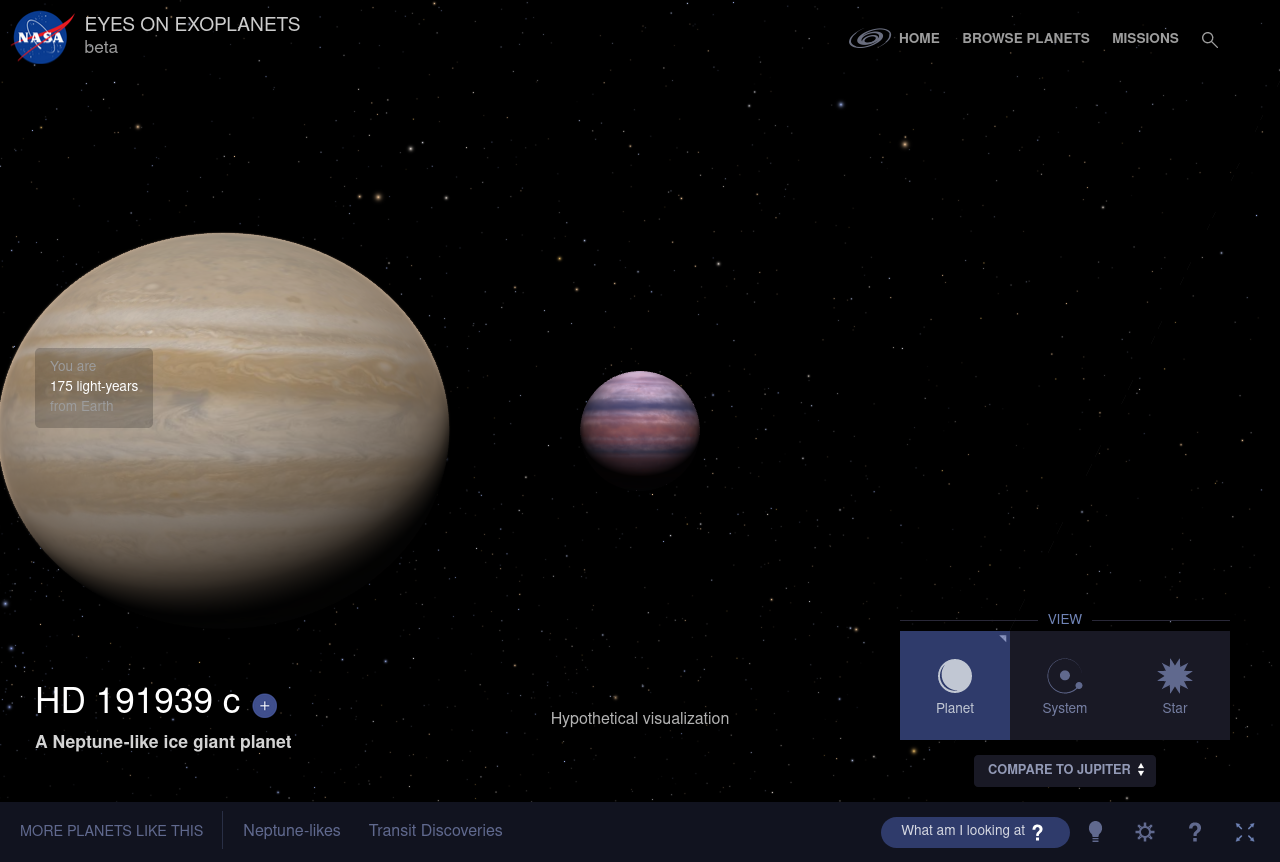 NASA
EYES ON EXOPLANETS
beta
HOME
BROWSE PLANETS
MISSIONS
You are
175 light-years
from Earth
HD 191939 c
+
A Neptune-like ice giant planet
Hypothetical visualization
VIEW
Planet
System
Star
COMPARE TO JUPITER
MORE PLANETS LIKE THIS
Neptune-likes
Transit Discoveries
What am I looking at ?
?